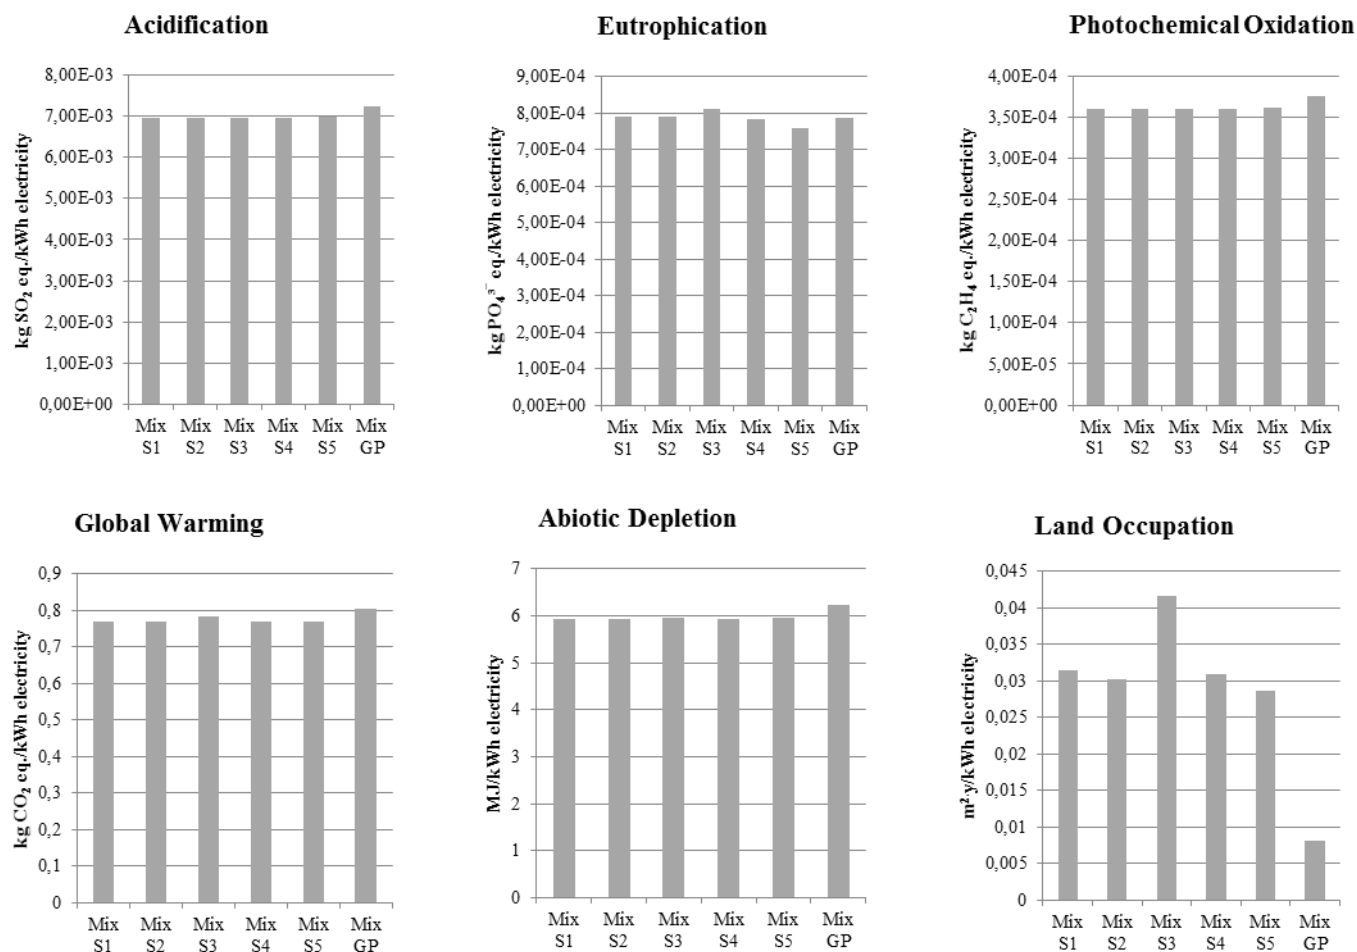 Acidification
kg SO₂ eq./kWh electricity
8,00E-03
7,00E-03
6,00E-03
5,00E-03
4,00E-03
3,00E-03
2,00E-03
1,00E-03
0,00E+00
Mix Mix Mix Mix Mix Mix
S1 S2 S3 S4 S5 GP
Eutrophication
kg PO₄³⁻ eq./kWh electricity
9,00E-04
8,00E-04
7,00E-04
6,00E-04
5,00E-04
4,00E-04
3,00E-04
2,00E-04
1,00E-04
0,00E+00
Mix Mix Mix Mix Mix Mix
S1 S2 S3 S4 S5 GP
Photochemical Oxidation
kg C₂H₄ eq./kWh electricity
4,00E-04
3,50E-04
3,00E-04
2,50E-04
2,00E-04
1,50E-04
1,00E-04
5,00E-05
0,00E+00
Mix Mix Mix Mix Mix Mix
S1 S2 S3 S4 S5 GP
Global Warming
kg CO₂ eq./kWh electricity
0,9
0,8
0,7
0,6
0,5
0,4
0,3
0,2
0,1
0
Mix Mix Mix Mix Mix Mix
S1 S2 S3 S4 S5 GP
Abiotic Depletion
MJ/kWh electricity
7
6
5
4
3
2
1
0
Mix Mix Mix Mix Mix Mix
S1 S2 S3 S4 S5 GP
Land Occupation
m²·y/kWh electricity
0,045
0,04
0,035
0,03
0,025
0,02
0,015
0,01
0,005
0
Mix Mix Mix Mix Mix Mix
S1 S2 S3 S4 S5 GP